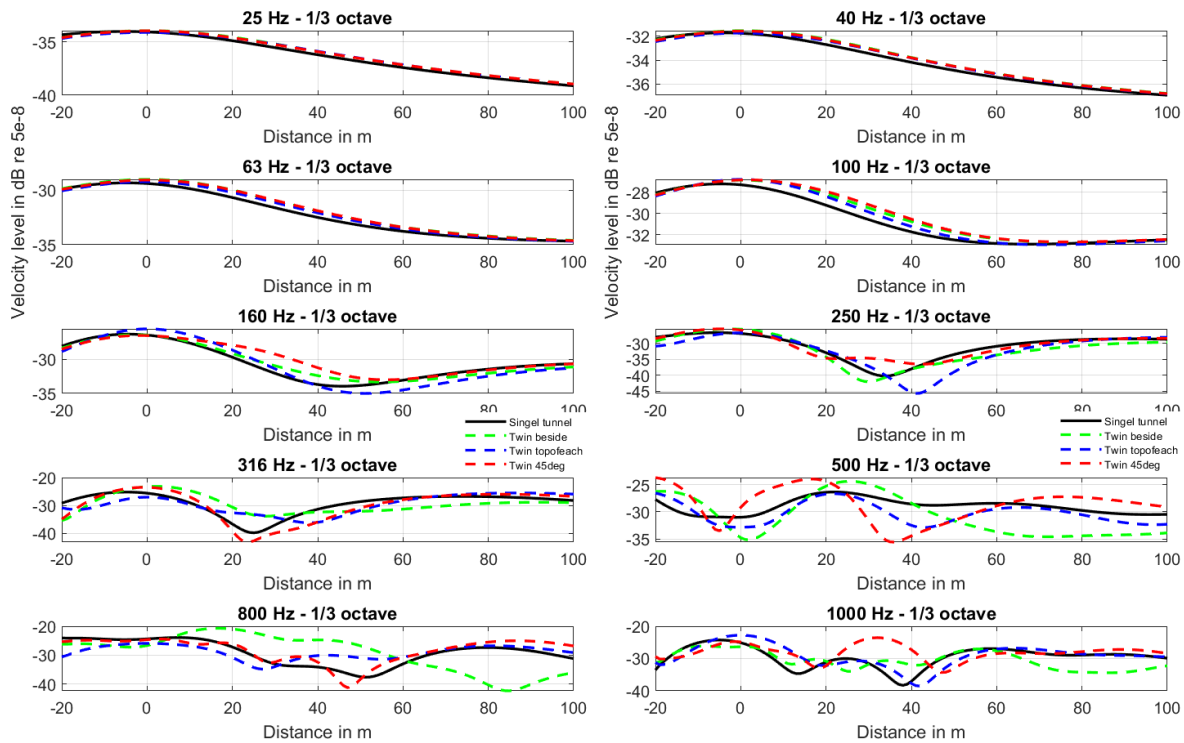 25 Hz - 1/3 octave
-35
-40
-20 0 20 40 60 80 100
Distance in m
40 Hz - 1/3 octave
-32
-34
-36
-20 0 20 40 60 80 100
Distance in m
Velocity level in dB re 5e-8
Velocity level in dB re 5e-8
63 Hz - 1/3 octave
-30
-35
-20 0 20 40 60 80 100
Distance in m
100 Hz - 1/3 octave
-28
-30
-32
-20 0 20 40 60 80 100
Distance in m
160 Hz - 1/3 octave
-30
-35
-20 0 20 40 60 80 100
Distance in m
250 Hz - 1/3 octave
-30
-35
-40
-45
-20 0 20 40 60 80 100
Distance in m
Singel tunnel
Twin beside
Twin topofeach
Twin 45deg
Singel tunnel
Twin beside
Twin topofeach
Twin 45deg
316 Hz - 1/3 octave
-20
-30
-40
-20 0 20 40 60 80 100
Distance in m
500 Hz - 1/3 octave
-25
-30
-35
-20 0 20 40 60 80 100
Distance in m
800 Hz - 1/3 octave
-20
-30
-40
-20 0 20 40 60 80 100
Distance in m
1000 Hz - 1/3 octave
-20
-30
-40
-20 0 20 40 60 80 100
Distance in m